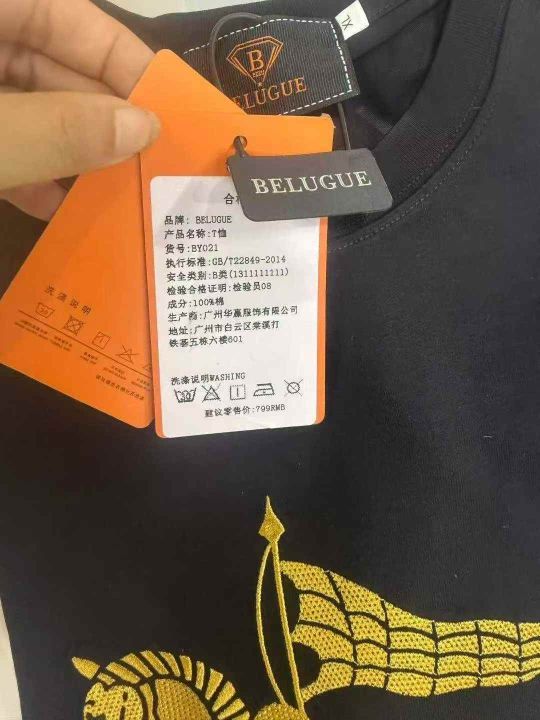 B
BELUGUE
XL
BELUGUE
合格
品牌: BELUGUE
产品名称:T恤
货号:BY021
执行标准:GB/T22849-2014
安全类别:B类(1311111111)
检验合格证明:检验员08
成分:100%棉
生产档:广州华赢服饰有限公司
地址:广州市白云区棠溪打
铁基五栋六楼601
洗涤说明WASHING
建议零售价:799RMB
洗涤说明